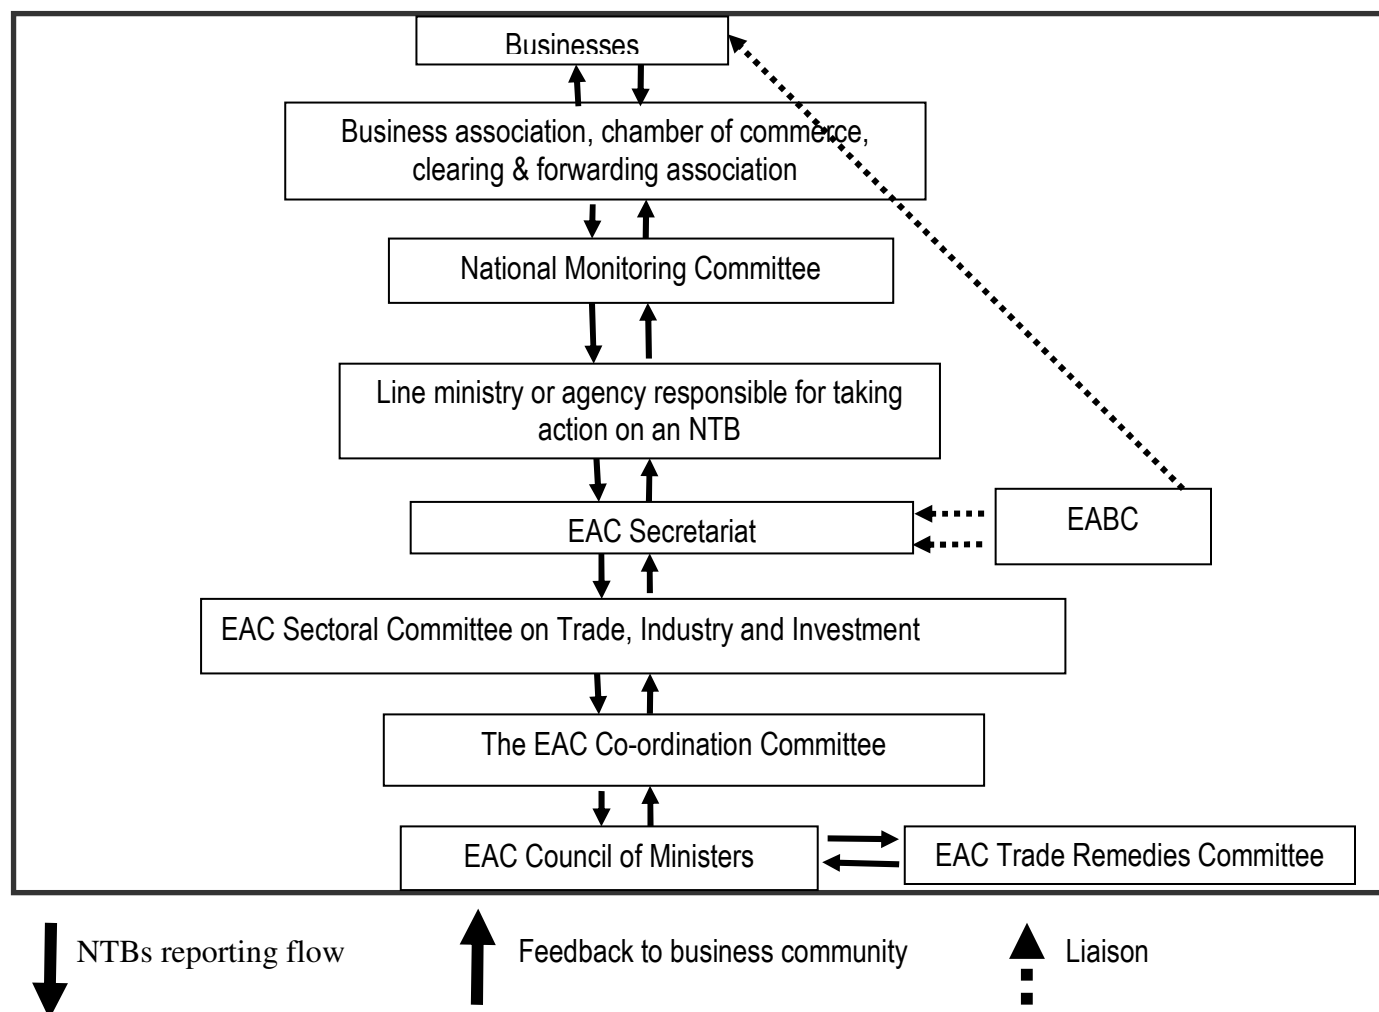 Businesses
Business association, chamber of commerce,
clearing & forwarding association
National Monitoring Committee
Line ministry or agency responsible for taking
action on an NTB
EAC Secretariat
EABC
EAC Sectoral Committee on Trade, Industry and Investment
The EAC Co-ordination Committee
EAC Council of Ministers
EAC Trade Remedies Committee
NTBs reporting flow
Feedback to business community
Liaison